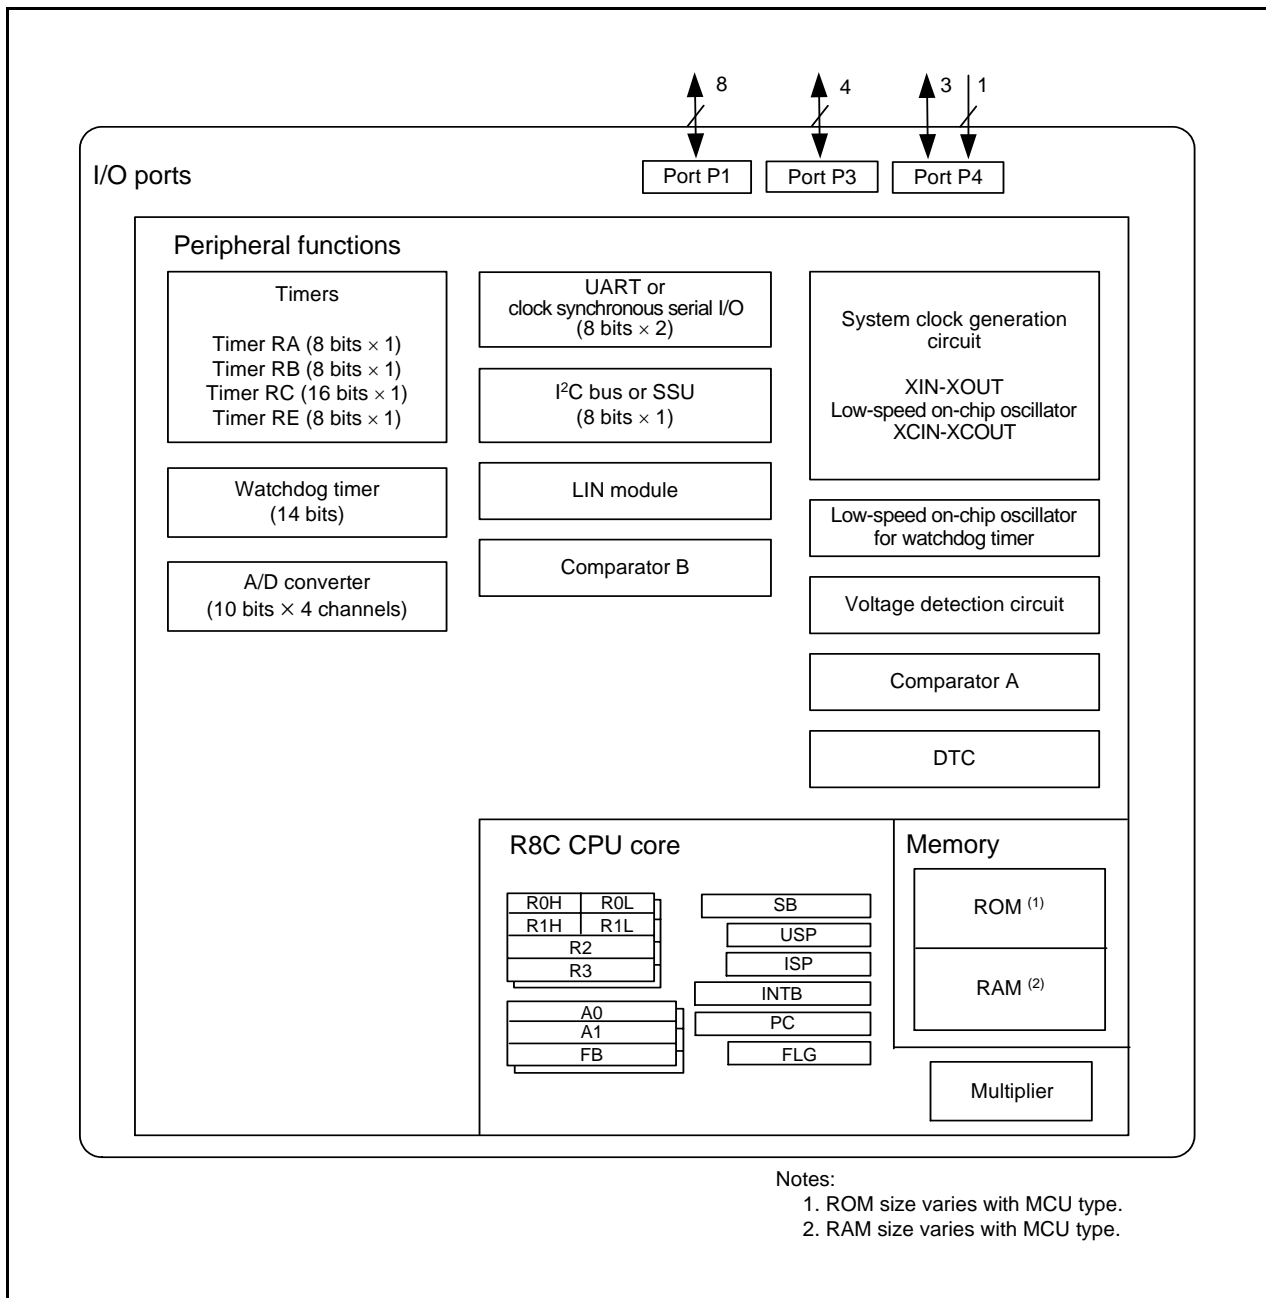 8
4
3
1
I/O ports
Port P1
Port P3
Port P4
Peripheral functions
Timers
Timer RA (8 bits × 1)
Timer RB (8 bits × 1)
Timer RC (16 bits × 1)
Timer RE (8 bits × 1)
Watchdog timer
(14 bits)
A/D converter
(10 bits × 4 channels)
UART or
clock synchronous serial I/O
(8 bits × 2)
I²C bus or SSU
(8 bits × 1)
LIN module
Comparator B
System clock generation
circuit
XIN-XOUT
Low-speed on-chip oscillator
XCIN-XCOUT
Low-speed on-chip oscillator
for watchdog timer
Voltage detection circuit
Comparator A
DTC
R8C CPU core
R0H
R0L
R1H
R1L
R2
R3
A0
A1
FB
SB
USP
ISP
INTB
PC
FLG
Memory
ROM (1)
RAM (2)
Multiplier
Notes:
1. ROM size varies with MCU type.
2. RAM size varies with MCU type.